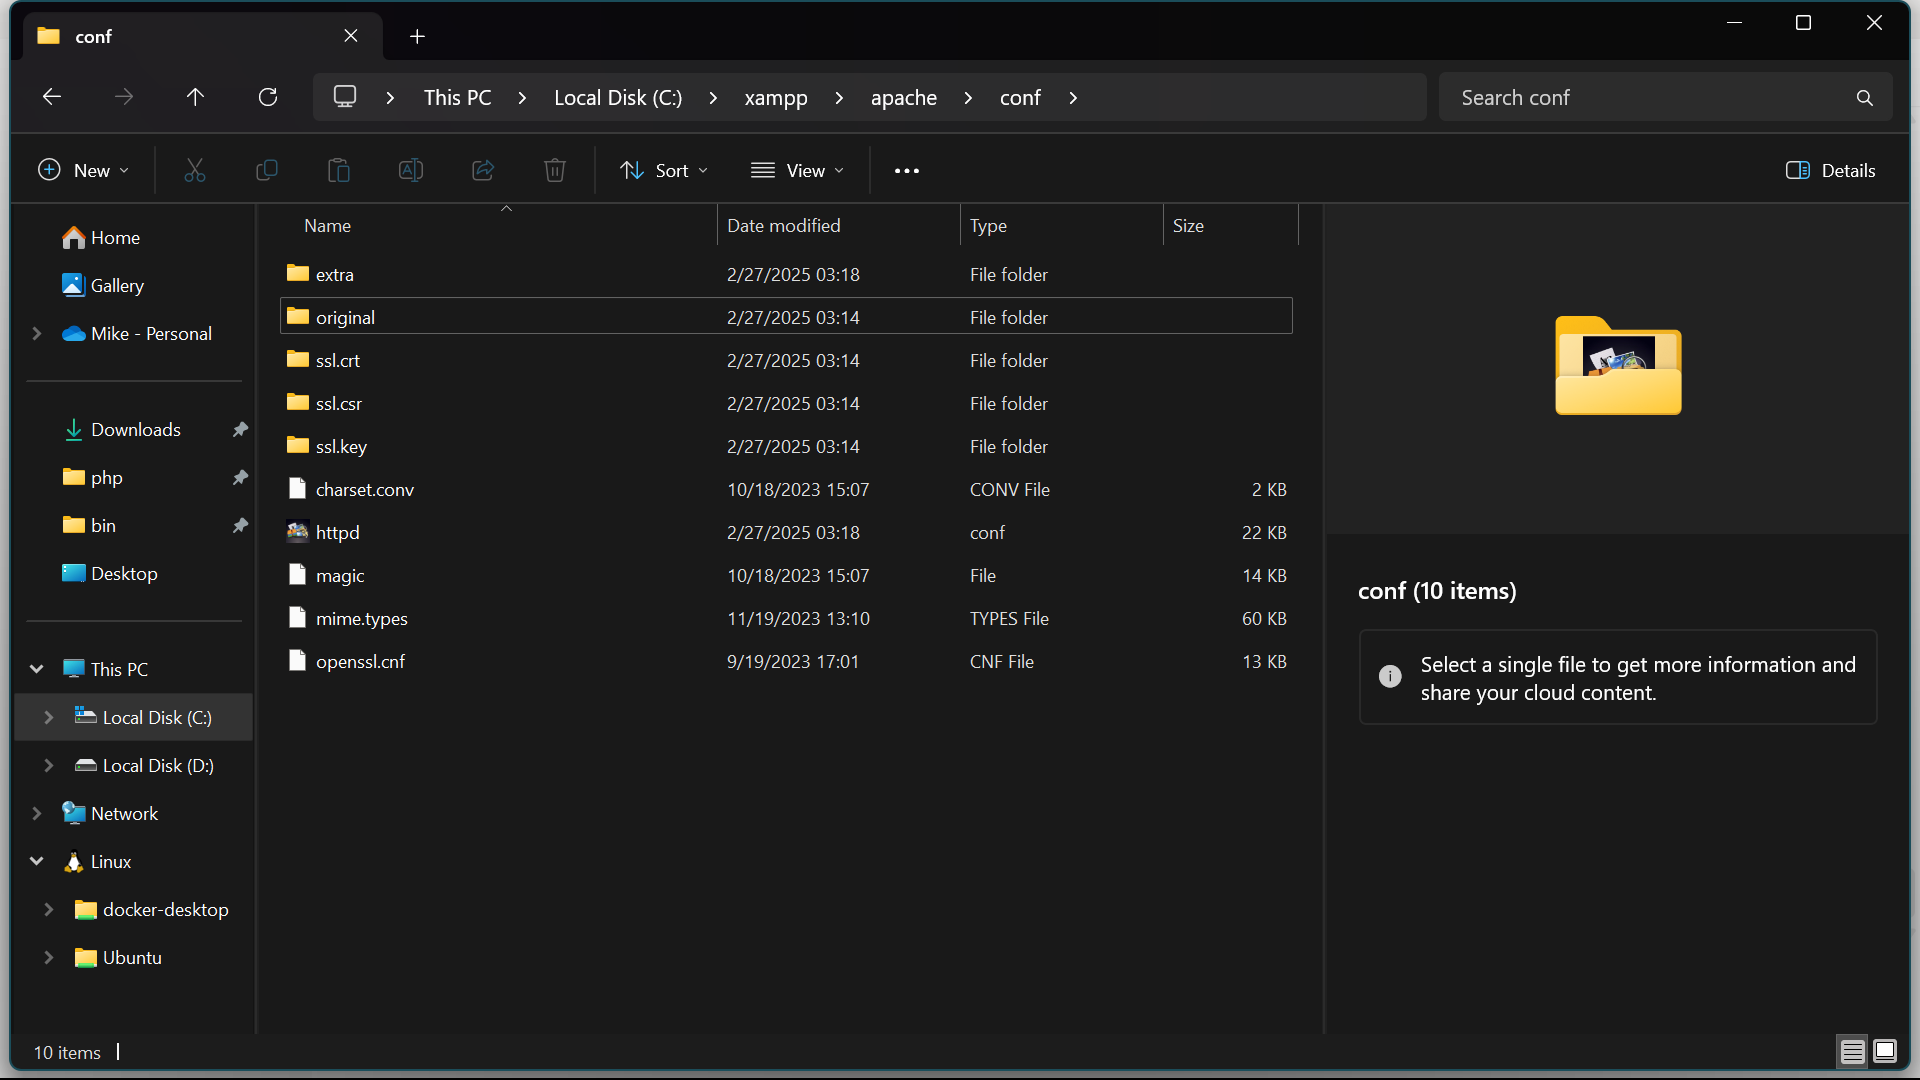 conf
This PC
Local Disk (C:)
xampp
apache
conf
Search conf
New
Sort
View
Details
Home
Gallery
Mike - Personal
Downloads
php
bin
Desktop
This PC
Local Disk (C:)
Local Disk (D:)
Network
Linux
docker-desktop
Ubuntu
Name Date modified Type Size
extra 2/27/2025 03:18 File folder
original 2/27/2025 03:14 File folder
ssl.crt 2/27/2025 03:14 File folder
ssl.csr 2/27/2025 03:14 File folder
ssl.key 2/27/2025 03:14 File folder
charset.conv 10/18/2023 15:07 CONV File 2 KB
httpd 2/27/2025 03:18 conf 22 KB
magic 10/18/2023 15:07 File 14 KB
mime.types 11/19/2023 13:10 TYPES File 60 KB
openssl.cnf 9/19/2023 17:01 CNF File 13 KB
conf (10 items)
Select a single file to get more information and
share your cloud content.
10 items